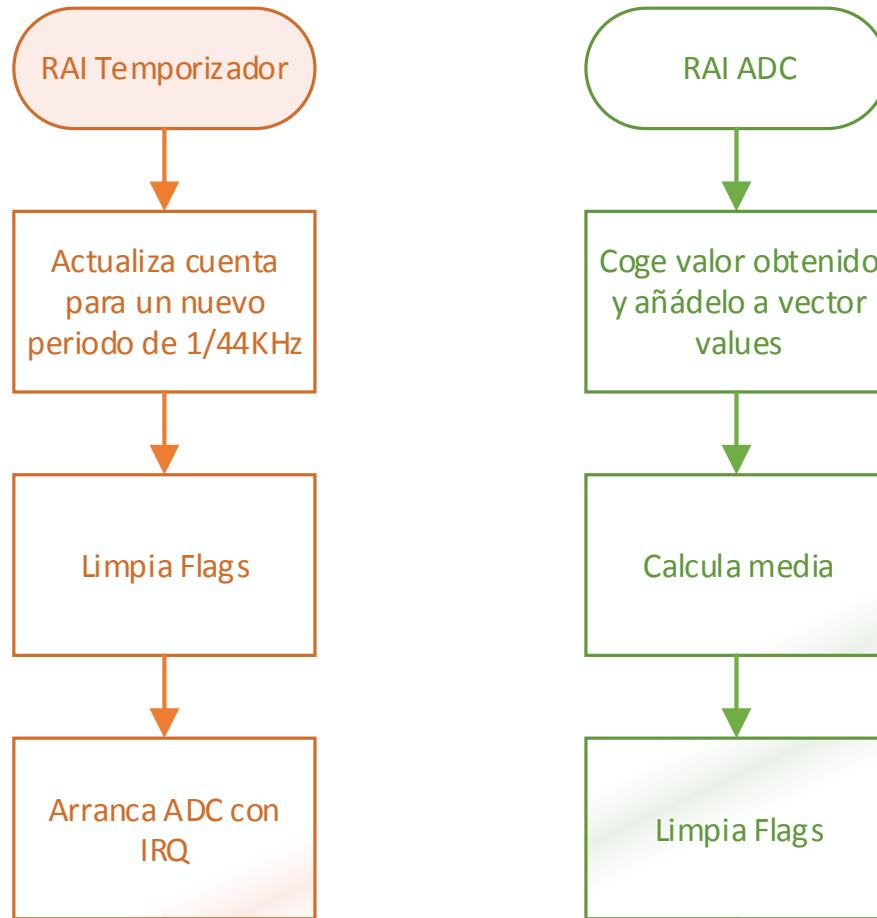 RAI Temporizador
Actualiza cuenta
para un nuevo
periodo de 1/44KHz
Limpia Flags
Arranca ADC con
IRQ
RAI ADC
Coge valor obtenido
y añádelo a vector
values
Calcula media
Limpia Flags